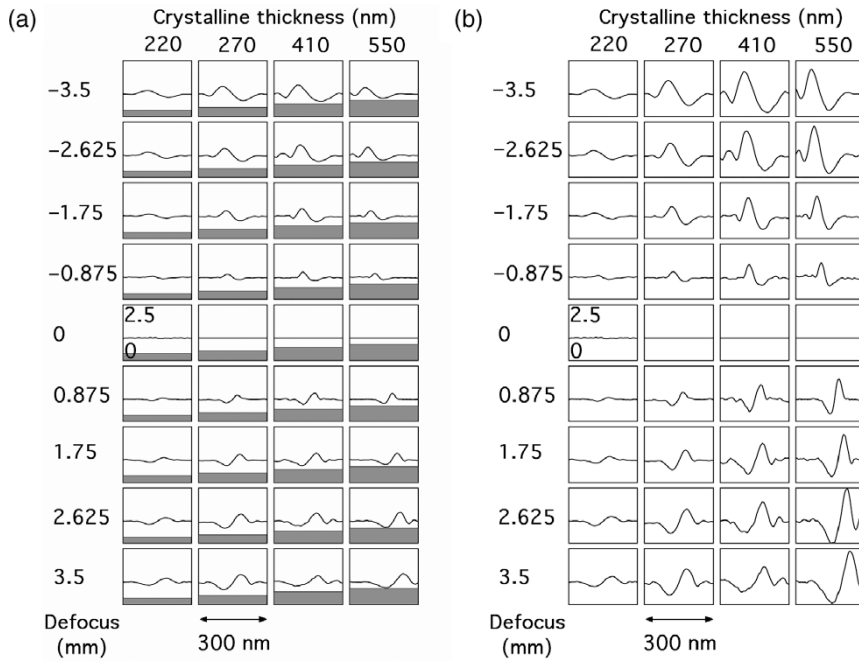 (a) Crystalline thickness (nm)
220 270 410 550
−3.5
−2.625
−1.75
−0.875
0
2.5
0
0.875
1.75
2.625
3.5
Defocus
(mm)
300 nm
(b) Crystalline thickness (nm)
220 270 410 550
−3.5
−2.625
−1.75
−0.875
0
2.5
0
0.875
1.75
2.625
3.5
Defocus
(mm)
300 nm